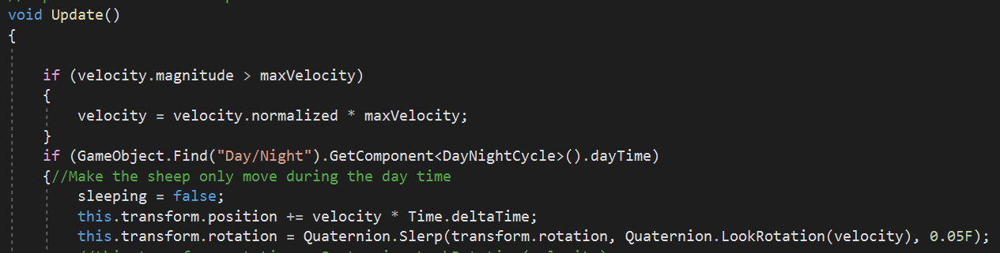 void Update()
{
if (velocity.magnitude > maxVelocity)
{
velocity = velocity.normalized * maxVelocity;
}
if (GameObject.Find("Day/Night").GetComponent<DayNightCycle>().dayTime)
{//Make the sheep only move during the day time
sleeping = false;
this.transform.position += velocity * Time.deltaTime;
this.transform.rotation = Quaternion.Slerp(transform.rotation, Quaternion.LookRotation(velocity), 0.05F);